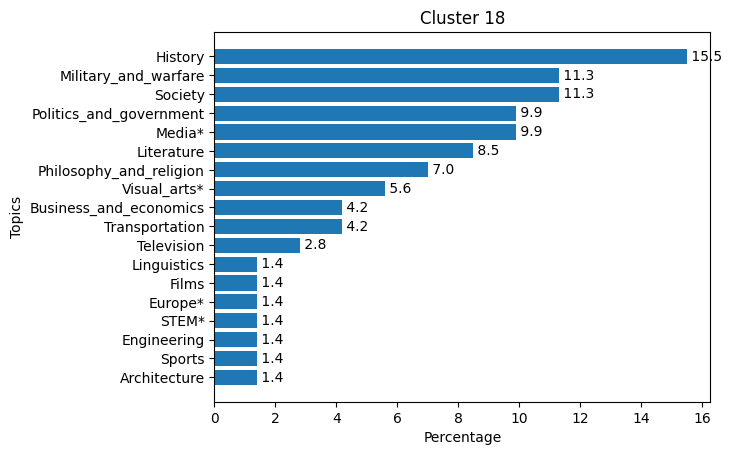 Cluster 18
Topics
History 15.5
Military_and_warfare 11.3
Society 11.3
Politics_and_government 9.9
Media* 9.9
Literature 8.5
Philosophy_and_religion 7.0
Visual_arts* 5.6
Business_and_economics 4.2
Transportation 4.2
Television 2.8
Linguistics 1.4
Films 1.4
Europe* 1.4
STEM* 1.4
Engineering 1.4
Sports 1.4
Architecture 1.4
0 2 4 6 8 10 12 14 16
Percentage